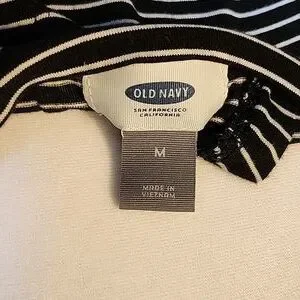 OLD NAVY
SAN FRANCISCO
CALIFORNIA
M
MADE IN
VIETNAM